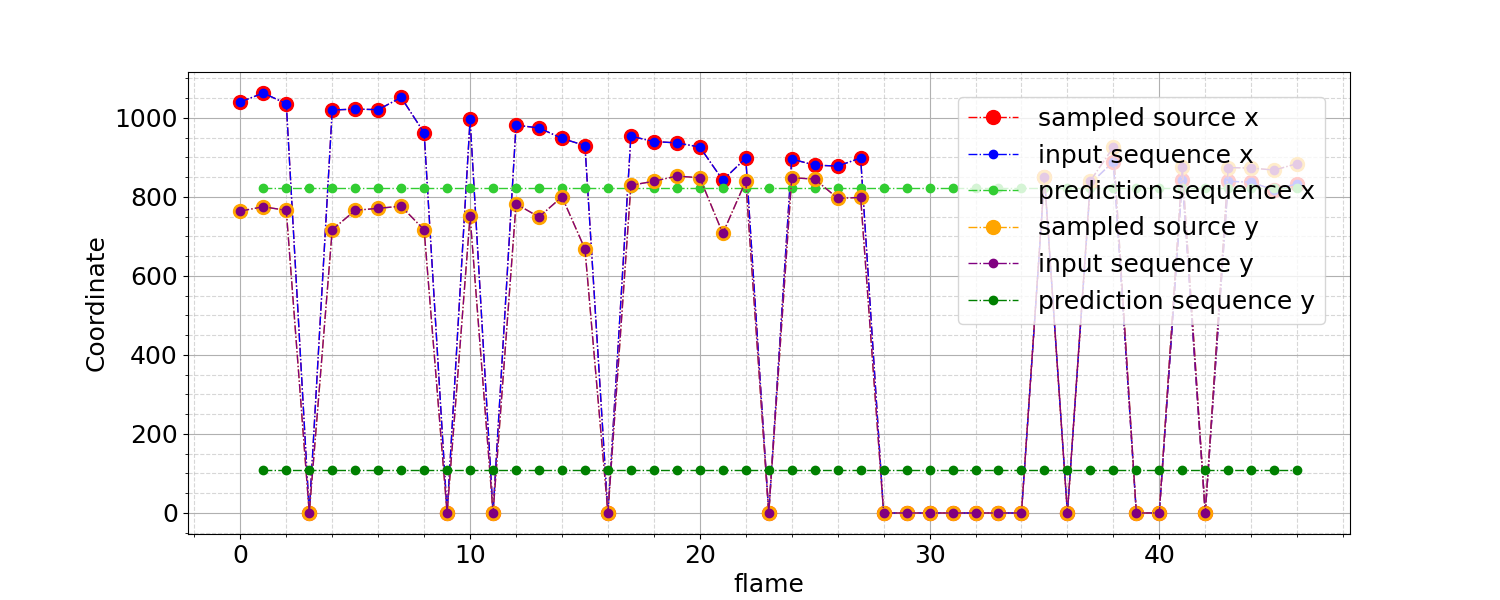 1000
800
600
400
200
0
Coordinate
sampled source x
input sequence x
prediction sequence x
sampled source y
input sequence y
prediction sequence y
0 10 20 30 40
flame